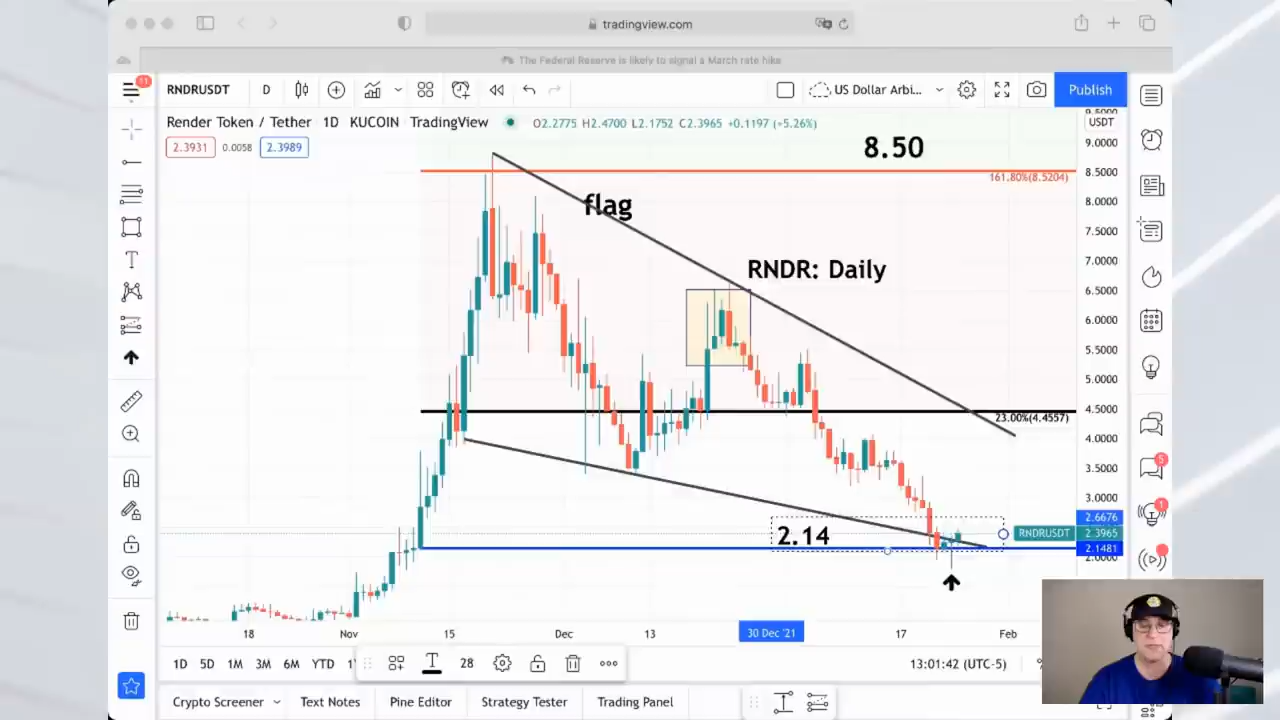 tradingview.com
The Federal Reserve is likely to signal a March rate hike
11
RNDRUSDT
D
US Dollar Arbi...
Publish
Render Token / Tether 1D KUCOIN TradingView
O2.2775 H2.4700 L2.1752 C2.3965 +0.1197 (+5.26%)
USDT
2.3931
0.0058
2.3989
8.50
9.0000
161.80%(8.5204)
8.5000
flag
8.0000
7.5000
RNDR: Daily
7.0000
6.5000
6.0000
5.5000
5.0000
4.5000
23.00%(4.4557)
4.0000
3.5000
5
3.0000
1
2.6676
2.14
RNDRUSDT
2.3965
2.1481
2.0000
18
Nov
15
Dec
13
30 Dec '21
17
Feb
1D
5D
1M
3M
6M
YTD
28
13:01:42 (UTC-5)
Crypto Screener
Text Notes
Pine Editor
Strategy Tester
Trading Panel